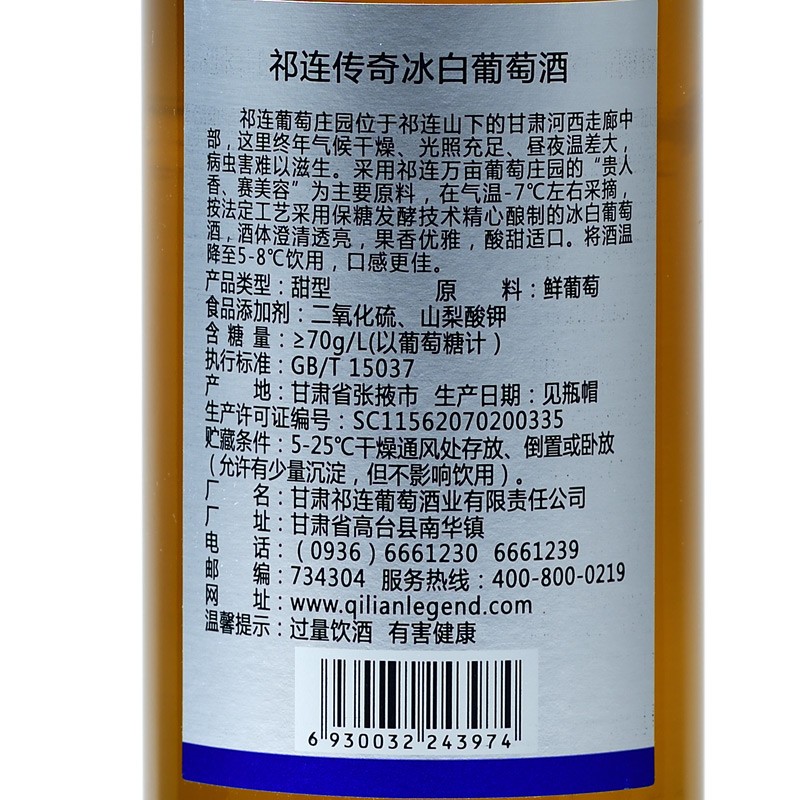 祁连传奇冰白葡萄酒
祁连葡萄庄园位于祁连山下的甘肃河西走廊中
部，这里终年气候干燥、光照充足、昼夜温差大，
病虫害难以滋生。采用祁连万亩葡萄庄园的“贵人
香、赛美容”为主要原料，在气温-7℃左右采摘，
按法定工艺采用保糖发酵技术精心酿制的冰白葡萄
酒，酒体澄清透亮，果香优雅，酸甜适口。将酒温
降至5-8℃饮用，口感更佳。
产品类型：甜型 原 料：鲜葡萄
食品添加剂：二氧化硫、山梨酸钾
含 糖 量：≥70g/L(以葡萄糖计）
执行标准：GB/T 15037
产 地：甘肃省张掖市 生产日期：见瓶帽
生产许可证编号：SC11562070200335
贮藏条件：5-25℃干燥通风处存放、倒置或卧放
（允许有少量沉淀，但不影响饮用）。
厂 名：甘肃祁连葡萄酒业有限责任公司
厂 址：甘肃省高台县南华镇
电 话：（0936）6661230 6661239
邮 编：734304 服务热线：400-800-0219
网 址：www.qilianlegend.com
温馨提示：过量饮酒 有害健康
6 930032 243974